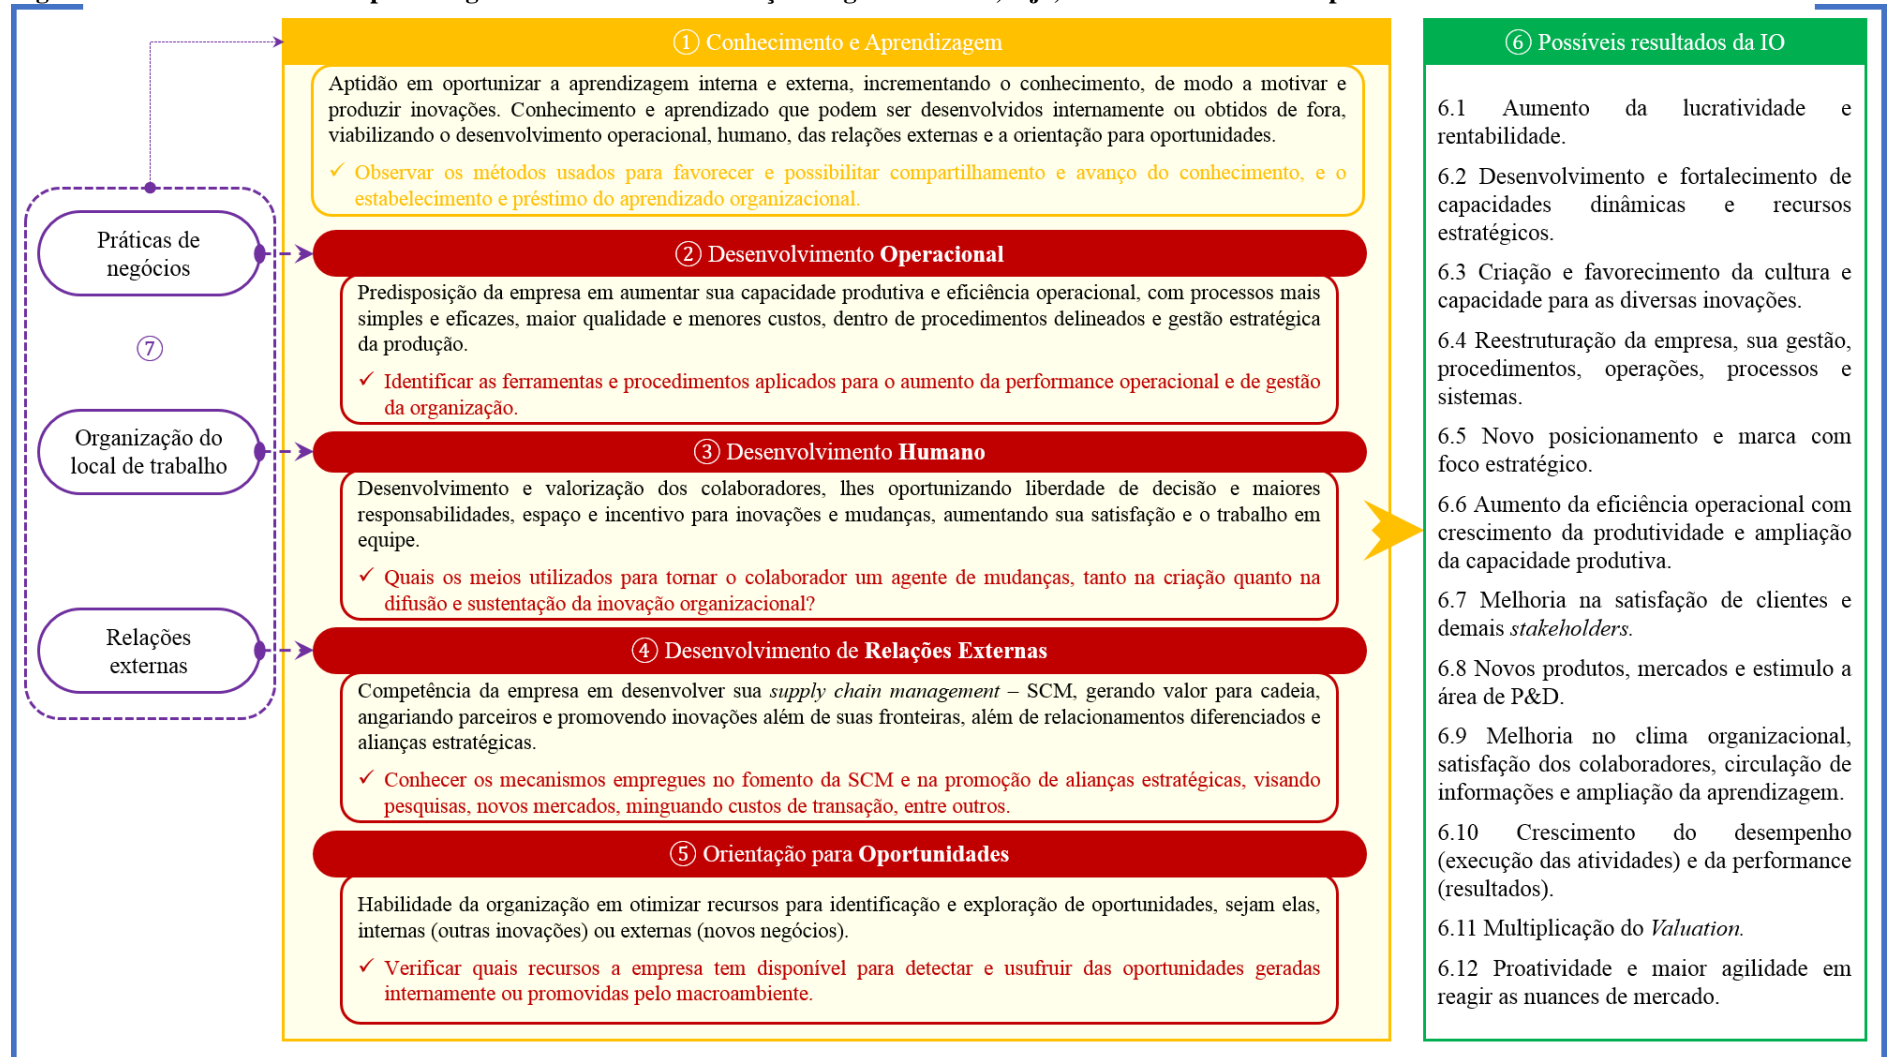 ① Conhecimento e Aprendizagem
Aptidão em oportunizar a aprendizagem interna e externa, incrementando o conhecimento, de modo a motivar e
produzir inovações. Conhecimento e aprendizado que podem ser desenvolvidos internamente ou obtidos de fora,
viabilizando o desenvolvimento operacional, humano, das relações externas e a orientação para oportunidades.
✓ Observar os métodos usados para favorecer e possibilitar compartilhamento e avanço do conhecimento, e o
estabelecimento e préstimo do aprendizado organizacional.
Práticas de
negócios
⑦
Organização do
local de trabalho
Relações
externas
② Desenvolvimento Operacional
Predisposição da empresa em aumentar sua capacidade produtiva e eficiência operacional, com processos mais
simples e eficazes, maior qualidade e menores custos, dentro de procedimentos delineados e gestão estratégica
da produção.
✓ Identificar as ferramentas e procedimentos aplicados para o aumento da performance operacional e de gestão
da organização.
③ Desenvolvimento Humano
Desenvolvimento e valorização dos colaboradores, lhes oportunizando liberdade de decisão e maiores
responsabilidades, espaço e incentivo para inovações e mudanças, aumentando sua satisfação e o trabalho em
equipe.
✓ Quais os meios utilizados para tornar o colaborador um agente de mudanças, tanto na criação quanto na
difusão e sustentação da inovação organizacional?
④ Desenvolvimento de Relações Externas
Competência da empresa em desenvolver sua supply chain management – SCM, gerando valor para cadeia,
angariando parceiros e promovendo inovações além de suas fronteiras, além de relacionamentos diferenciados e
alianças estratégicas.
✓ Conhecer os mecanismos empregues no fomento da SCM e na promoção de alianças estratégicas, visando
pesquisas, novos mercados, minguando custos de transação, entre outros.
⑤ Orientação para Oportunidades
Habilidade da organização em otimizar recursos para identificação e exploração de oportunidades, sejam elas,
internas (outras inovações) ou externas (novos negócios).
✓ Verificar quais recursos a empresa tem disponível para detectar e usufruir das oportunidades geradas
internamente ou promovidas pelo macroambiente.
⑥ Possíveis resultados da IO
6.1 Aumento da lucratividade e
rentabilidade.
6.2 Desenvolvimento e fortalecimento de
capacidades dinâmicas e recursos
estratégicos.
6.3 Criação e favorecimento da cultura e
capacidade para as diversas inovações.
6.4 Reestruturação da empresa, sua gestão,
procedimentos, operações, processos e
sistemas.
6.5 Novo posicionamento e marca com
foco estratégico.
6.6 Aumento da eficiência operacional com
crescimento da produtividade e ampliação
da capacidade produtiva.
6.7 Melhoria na satisfação de clientes e
demais stakeholders.
6.8 Novos produtos, mercados e estimulo a
área de P&D.
6.9 Melhoria no clima organizacional,
satisfação dos colaboradores, circulação de
informações e ampliação da aprendizagem.
6.10 Crescimento do desempenho
(execução das atividades) e da performance
(resultados).
6.11 Multiplicação do Valuation.
6.12 Proatividade e maior agilidade em
reagir as nuances de mercado.